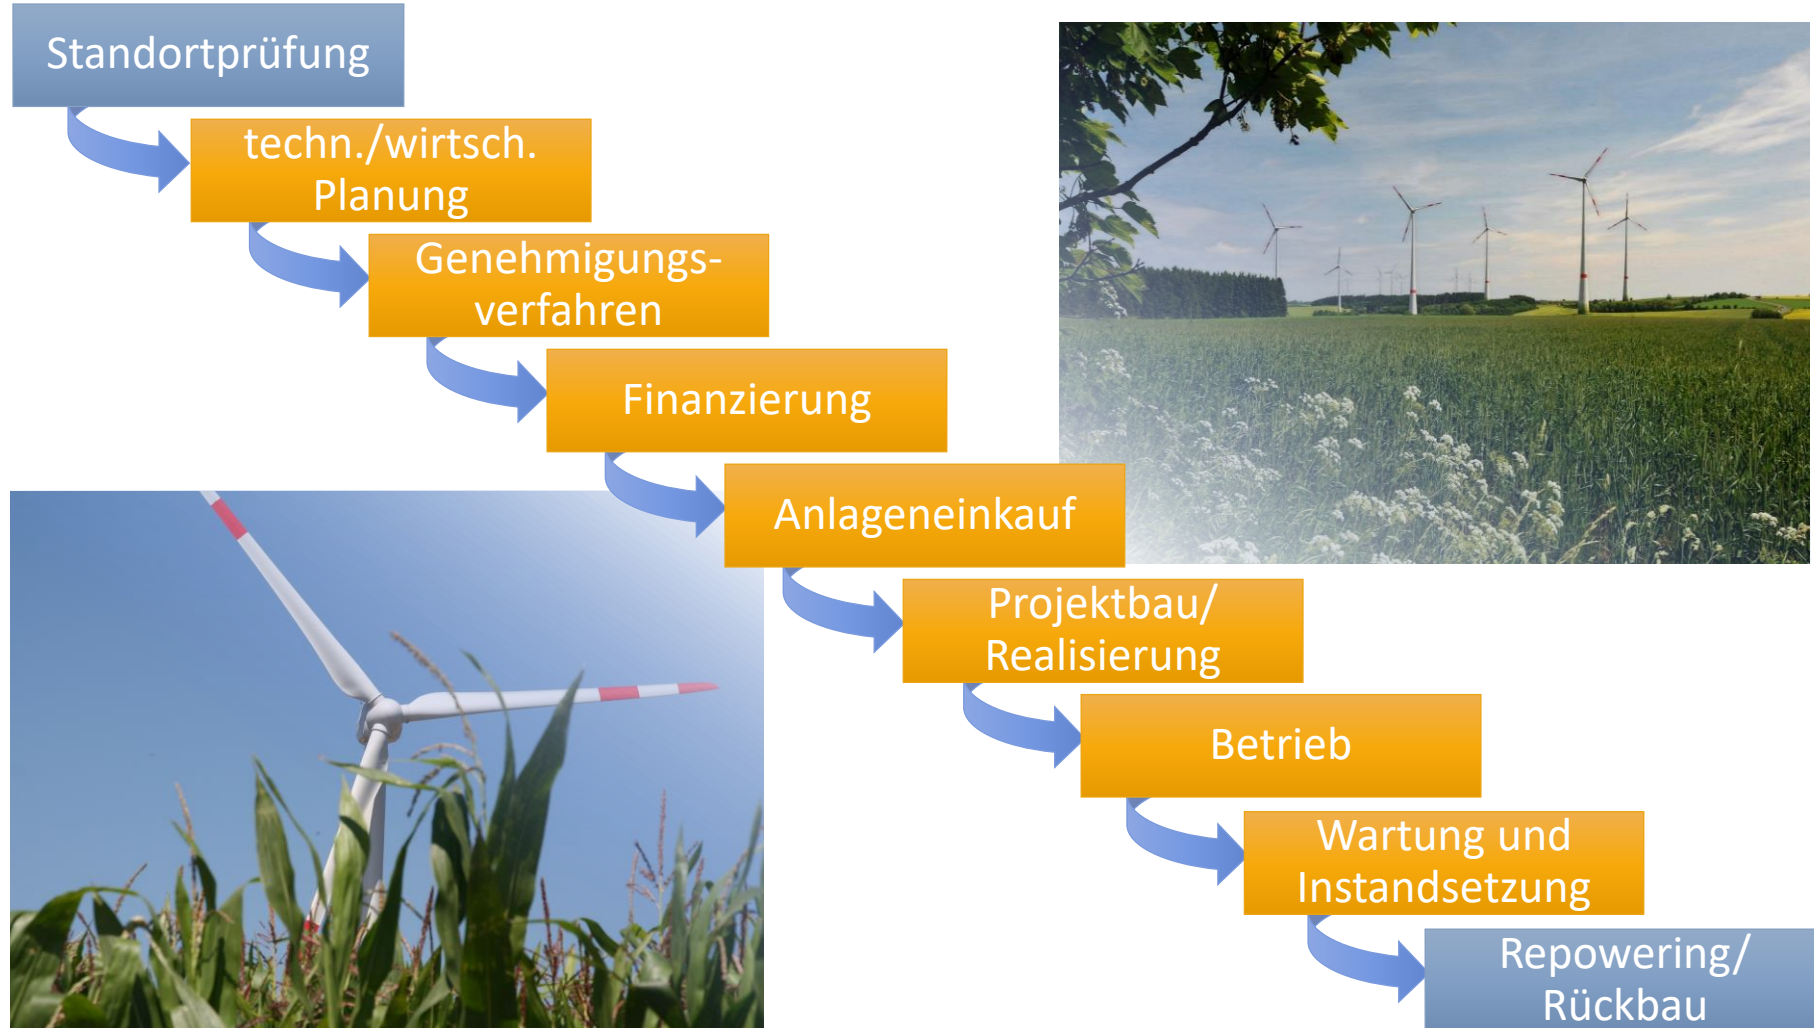 Standortprüfung
techn./wirtsch.
Planung
Genehmigungs-
verfahren
Finanzierung
Anlageneinkauf
Projektbau/
Realisierung
Betrieb
Wartung und
Instandsetzung
Repowering/
Rückbau